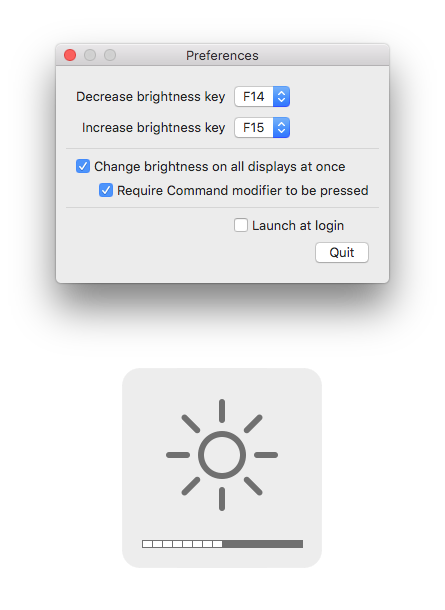 Preferences
Decrease brightness key F14
Increase brightness key F15
Change brightness on all displays at once
Require Command modifier to be pressed
Launch at login
Quit